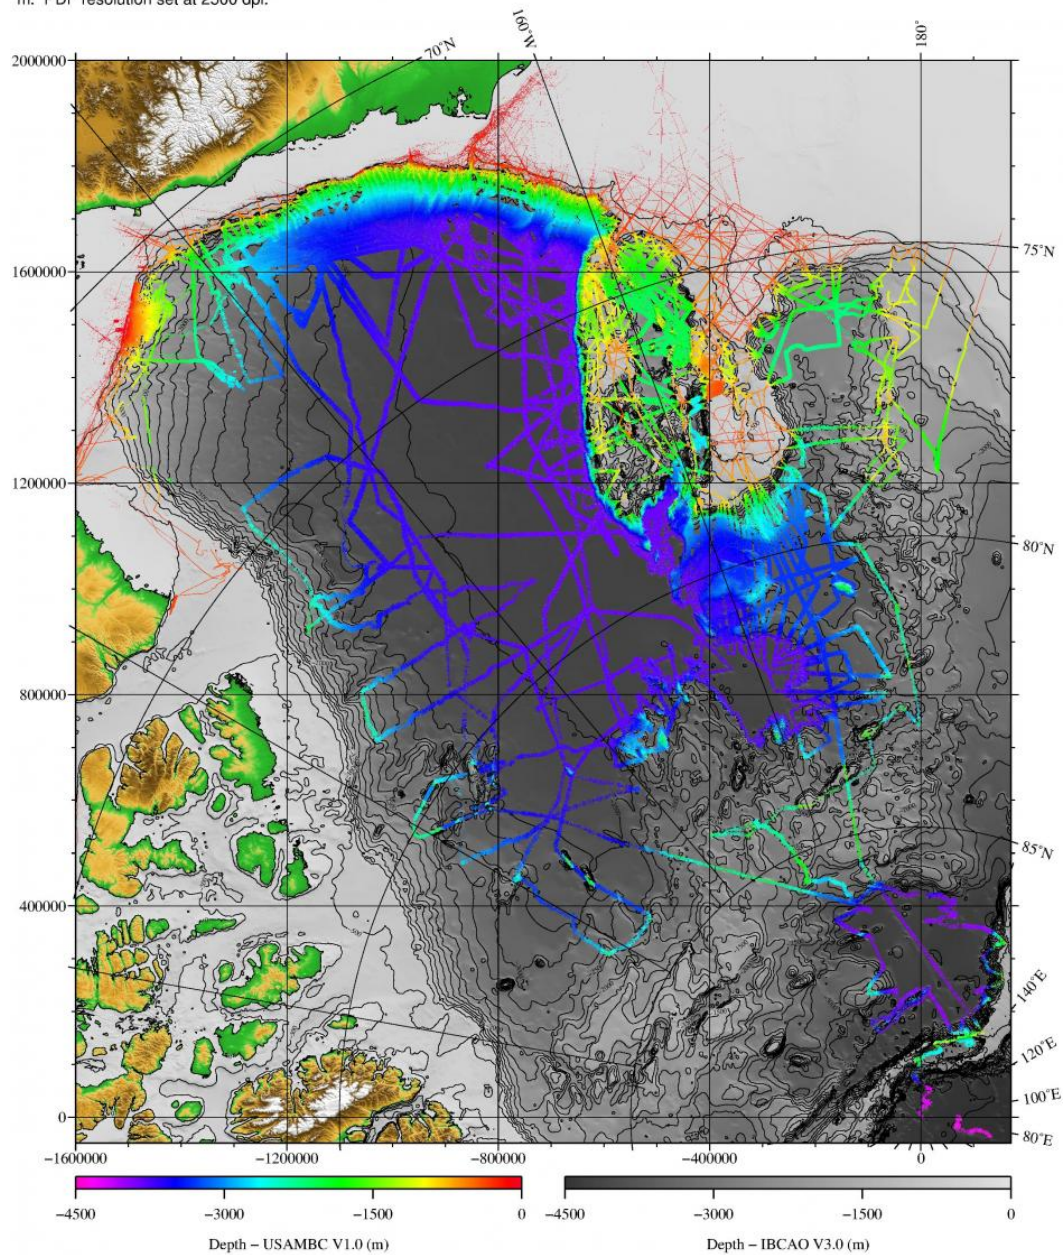 m. PDF resolution set at 2500 dpi.
160°W
180°
70°N
2000000
75°N
1600000
1200000
80°N
800000
85°N
400000
140°E
120°E
100°E
0
80°E
−1600000 −1200000 −800000 −400000 0
−4500 −3000 −1500 0 −4500 −3000 −1500 0
Depth − USAMBC V1.0 (m) Depth − IBCAO V3.0 (m)